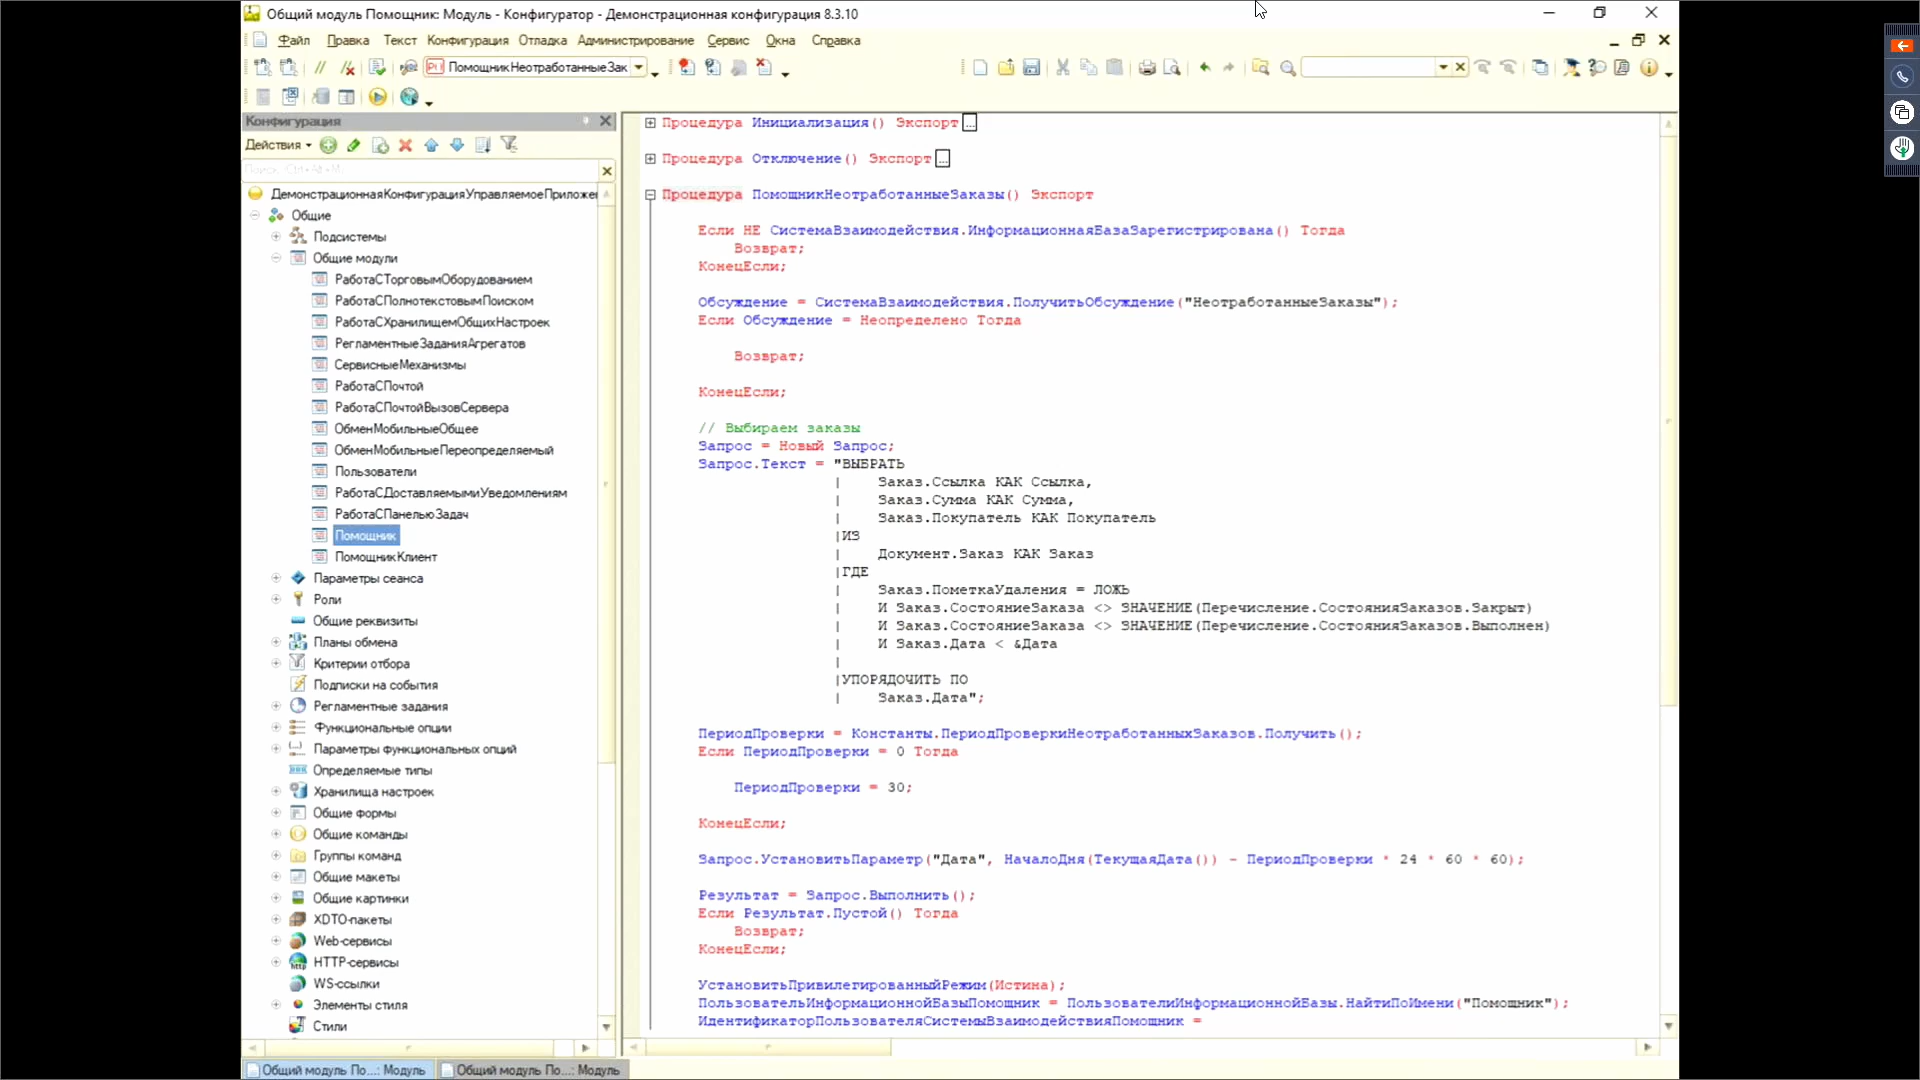 Общий модуль Помощник: Модуль - Конфигуратор - Демонстрационная конфигурация 8.3.10
Файл Правка Текст Конфигурация Отладка Администрирование Сервис Окна Справка
ПомощникНеотработанныеЗак
Конфигурация
Действия
Поиск (Ctrl+Alt+M)
ДемонстрационнаяКонфигурацияУправляемоеПриложен
Общие
Подсистемы
Общие модули
РаботаСТорговымОборудованием
РаботаСПолнотекстовымПоиском
РаботаСХранилищемОбщихНастроек
РегламентныеЗаданияАгрегатов
СервисныеМеханизмы
РаботаСПочтой
РаботаСПочтойВызовСервера
ОбменМобильныеОбщее
ОбменМобильныеПереопределяемый
Пользователи
РаботаСДоставляемымиУведомлениям
РаботаСПанельюЗадач
Помощник
ПомощникКлиент
Параметры сеанса
Роли
Общие реквизиты
Планы обмена
Критерии отбора
Подписки на события
Регламентные задания
Функциональные опции
Параметры функциональных опций
Определяемые типы
Хранилища настроек
Общие формы
Общие команды
Группы команд
Общие макеты
Общие картинки
XDTO-пакеты
Web-сервисы
HTTP-сервисы
WS-ссылки
Элементы стиля
Стили
Процедура Инициализация() Экспорт...
Процедура Отключение() Экспорт...
Процедура ПомощникНеотработанныеЗаказы() Экспорт
Если НЕ СистемаВзаимодействия.ИнформационнаяБазаЗарегистрирована() Тогда
Возврат;
КонецЕсли;
Обсуждение = СистемаВзаимодействия.ПолучитьОбсуждение("НеотработанныеЗаказы");
Если Обсуждение = Неопределено Тогда
Возврат;
КонецЕсли;
// Выбираем заказы
Запрос = Новый Запрос;
Запрос.Текст = "ВЫБРАТЬ
| Заказ.Ссылка КАК Ссылка,
| Заказ.Сумма КАК Сумма,
| Заказ.Покупатель КАК Покупатель
|ИЗ
| Документ.Заказ КАК Заказ
|ГДЕ
| Заказ.ПометкаУдаления = ЛОЖЬ
| И Заказ.СостояниеЗаказа <> ЗНАЧЕНИЕ(Перечисление.СостоянияЗаказов.Закрыт)
| И Заказ.СостояниеЗаказа <> ЗНАЧЕНИЕ(Перечисление.СостоянияЗаказов.Выполнен)
| И Заказ.Дата < &Дата
|
|УПОРЯДОЧИТЬ ПО
| Заказ.Дата";
ПериодПроверки = Константы.ПериодПроверкиНеотработанныхЗаказов.Получить();
Если ПериодПроверки = 0 Тогда
ПериодПроверки = 30;
КонецЕсли;
Запрос.УстановитьПараметр("Дата", НачалоДня(ТекущаяДата()) - ПериодПроверки * 24 * 60 * 60);
Результат = Запрос.Выполнить();
Если Результат.Пустой() Тогда
Возврат;
КонецЕсли;
УстановитьПривилегированныйРежим(Истина);
ПользовательИнформационнойБазыПомощник = ПользователиИнформационнойБазы.НайтиПоИмени("Помощник");
ИдентификаторПользователяСистемыВзаимодействияПомощник =
Общий модуль По...: Модуль Общий модуль По...: Модуль